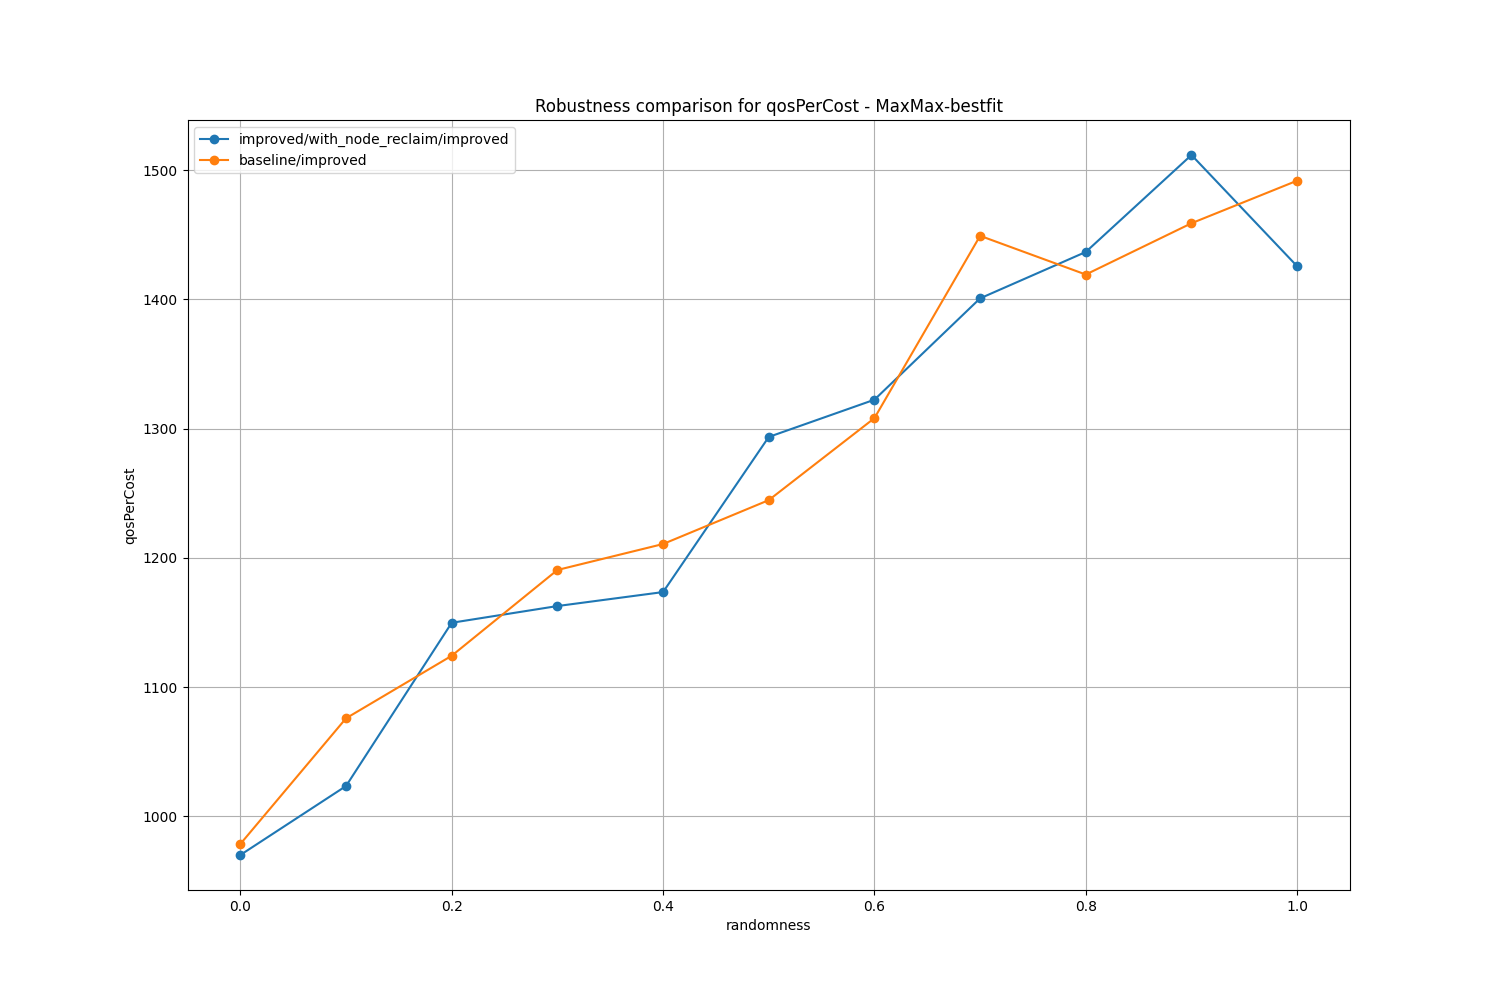 Robustness comparison for qosPerCost - MaxMax-bestfit
improved/with_node_reclaim/improved
baseline/improved
1500
1400
1300
1200
1100
1000
qosPerCost
0.0 0.2 0.4 0.6 0.8 1.0
randomness